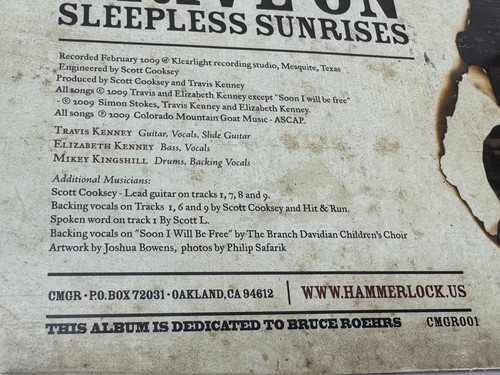 SLEEPLESS SUNRISES
Recorded February 2009 @ Klearlight recording studio, Mesquite, Texas
Engineered by Scott Cooksey
Produced by Scott Cooksey and Travis Kenney
All songs © 2009 Travis and Elizabeth Kenney except "Soon I will be free"
- © 2009 Simon Stokes, Travis Kenney and Elizabeth Kenney.
All songs ℗ 2009 Colorado Mountain Goat Music - ASCAP.
TRAVIS KENNEY Guitar, Vocals, Slide Guitar
ELIZABETH KENNEY Bass, Vocals
MIKEY KINGSHILL Drums, Backing Vocals
Additional Musicians:
Scott Cooksey - Lead guitar on tracks 1, 7, 8 and 9.
Backing vocals on Tracks 1, 6 and 9 by Scott Cooksey and Hit & Run.
Spoken word on track 1 by Scott L.
Backing vocals on "Soon I Will Be Free" by The Branch Davidian Children's Choir
Artwork by Joshua Bowens, photos by Philip Safarik
CMGR • P.O. BOX 72031 • OAKLAND, CA 94612
WWW.HAMMERLOCK.US
THIS ALBUM IS DEDICATED TO BRUCE ROEHRS
CMGR001